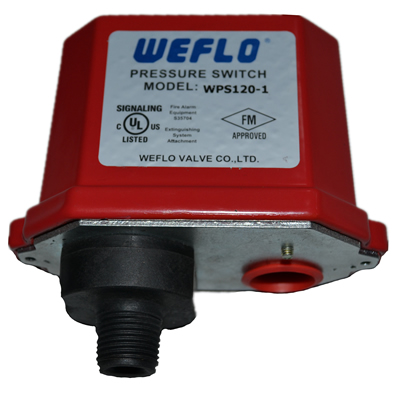 WEFLO®
PRESSURE SWITCH
MODEL: WPS120-1
SIGNALING
C UL US
LISTED
Fire Alarm
Equipment
Extinguishing
System
Attachment
FM
APPROVED
WEFLO VALVE CO.,LTD.